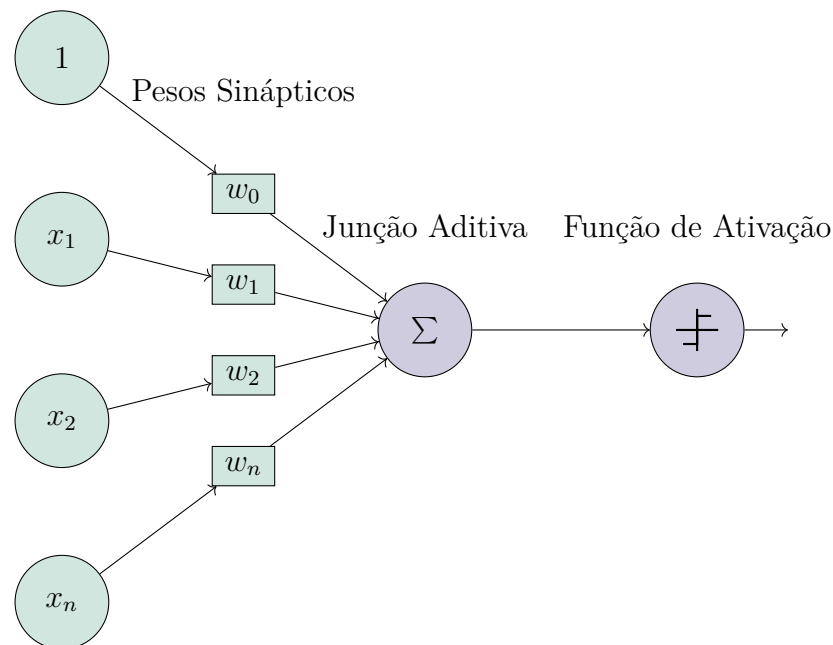 1
Pesos Sinápticos
w₀
x₁
Junção Aditiva
Função de Ativação
w₁
Σ
w₂
x₂
wₙ
xₙ